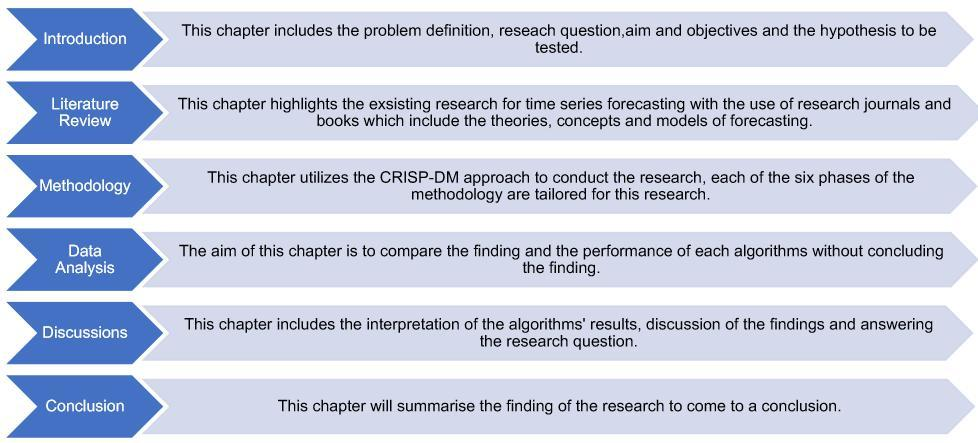 Introduction
This chapter includes the problem definition, reseach question,aim and objectives and the hypothesis to be
tested.
Literature
Review
This chapter highlights the exsisting research for time series forecasting with the use of research journals and
books which include the theories, concepts and models of forecasting.
Methodology
This chapter utilizes the CRISP-DM approach to conduct the research, each of the six phases of the
methodology are tailored for this research.
Data
Analysis
The aim of this chapter is to compare the finding and the performance of each algorithms without concluding
the finding.
Discussions
This chapter includes the interpretation of the algorithms' results, discussion of the findings and answering
the research question.
Conclusion
This chapter will summarise the finding of the research to come to a conclusion.